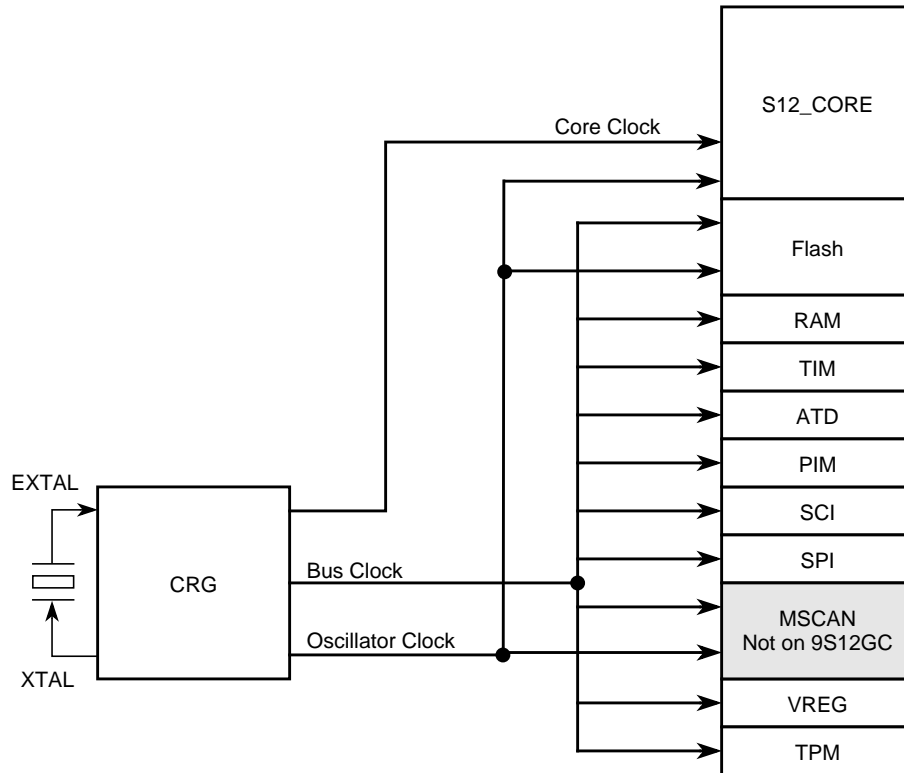 S12_CORE
Core Clock
Flash
RAM
TIM
ATD
PIM
EXTAL
SCI
SPI
Bus Clock
CRG
MSCAN
Not on 9S12GC
Oscillator Clock
XTAL
VREG
TPM